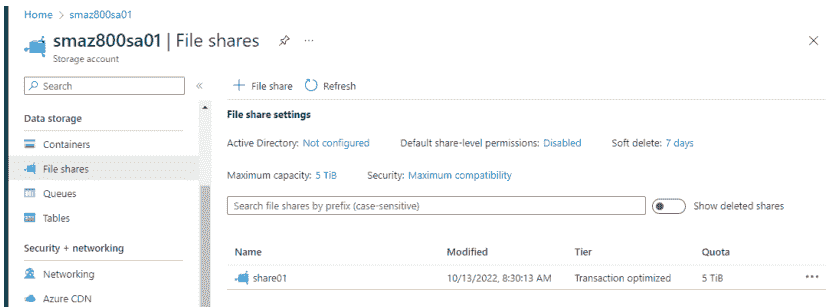 Home > smaz800sa01
smaz800sa01 | File shares ...
Storage account
Search
+ File share Refresh
Data storage
Containers
File shares
Queues
Tables
Security + networking
Networking
Azure CDN
File share settings
Active Directory: Not configured Default share-level permissions: Disabled Soft delete: 7 days
Maximum capacity: 5 TiB Security: Maximum compatibility
Search file shares by prefix (case-sensitive) Show deleted shares
Name Modified Tier Quota
share01 10/13/2022, 8:30:13 AM Transaction optimized 5 TiB ...